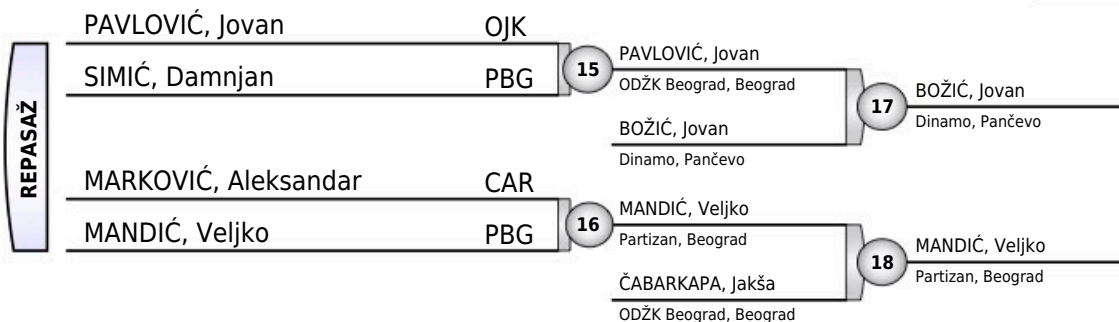 REPASAŽ
PAVLOVIĆ, Jovan OJK
SIMIĆ, Damnjan PBG
15
PAVLOVIĆ, Jovan
ODŽK Beograd, Beograd
BOŽIĆ, Jovan
Dinamo, Pančevo
17
BOŽIĆ, Jovan
Dinamo, Pančevo
MARKOVIĆ, Aleksandar CAR
MANDIĆ, Veljko PBG
16
MANDIĆ, Veljko
Partizan, Beograd
ČABARKAPA, Jakša
ODŽK Beograd, Beograd
18
MANDIĆ, Veljko
Partizan, Beograd